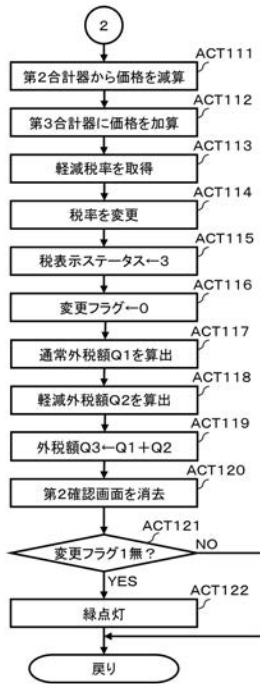 2
ACT111
第2合計器から価格を減算
ACT112
第3合計器に価格を加算
ACT113
軽減税率を取得
ACT114
税率を変更
ACT115
税表示ステータス←3
ACT116
変更フラグ←0
ACT117
通常外税額Q1を算出
ACT118
軽減外税額Q2を算出
ACT119
外税額Q3←Q1＋Q2
ACT120
第2確認画面を消去
ACT121
変更フラグ1無？
NO
YES
ACT122
緑点灯
戻り